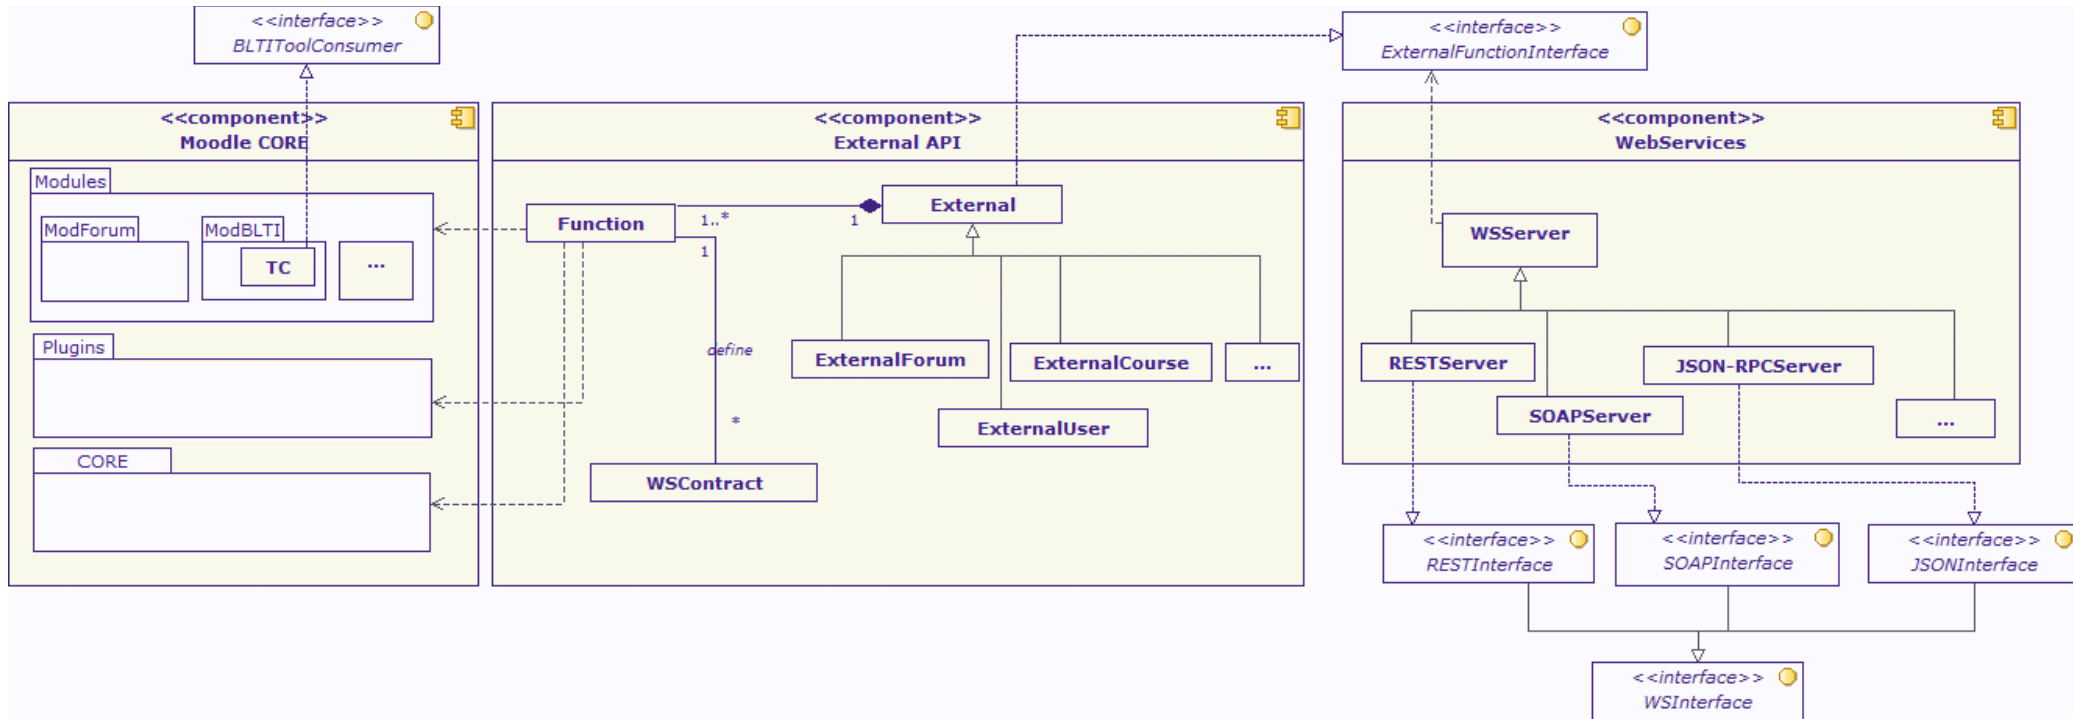 <<interface>>
BLTIToolConsumer
<<interface>>
ExternalFunctionInterface
<<component>>
Moodle CORE
Modules
ModForum
ModBLTI
TC
...
Plugins
CORE
<<component>>
External API
Function
1..*
1
External
1
define
*
WSContract
ExternalForum
ExternalCourse
...
ExternalUser
<<component>>
WebServices
WSServer
RESTServer
JSON-RPCServer
SOAPServer
...
<<interface>>
RESTInterface
<<interface>>
SOAPInterface
<<interface>>
JSONInterface
<<interface>>
WSInterface